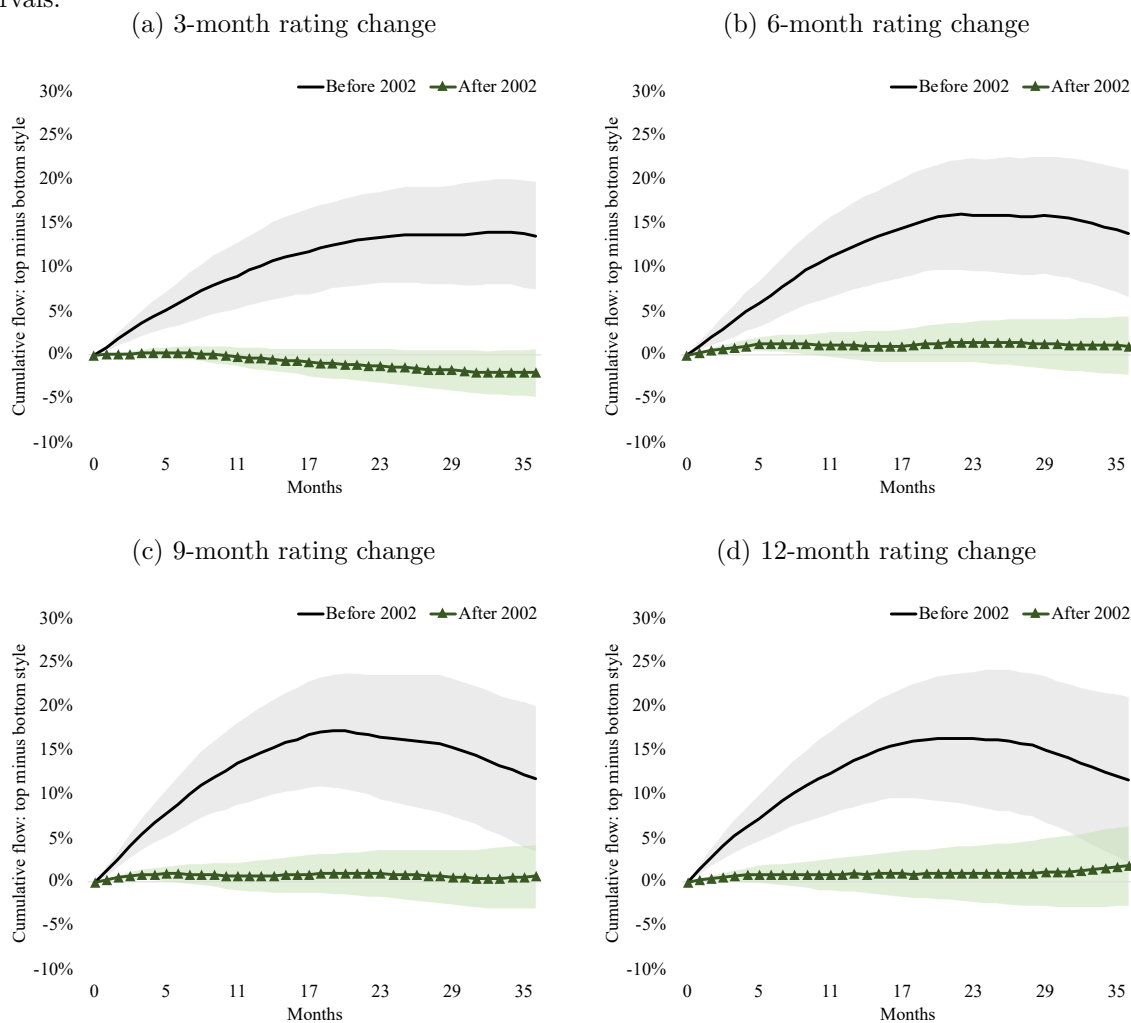 rvals.
(a) 3-month rating change
Before 2002 After 2002
30%
25%
20%
15%
10%
5%
0%
-5%
-10%
Cumulative flow: top minus bottom style
0 5 11 17 23 29 35
Months
(b) 6-month rating change
Before 2002 After 2002
30%
25%
20%
15%
10%
5%
0%
-5%
-10%
Cumulative flow: top minus bottom style
0 5 11 17 23 29 35
Months
(c) 9-month rating change
Before 2002 After 2002
30%
25%
20%
15%
10%
5%
0%
-5%
-10%
Cumulative flow: top minus bottom style
0 5 11 17 23 29 35
Months
(d) 12-month rating change
Before 2002 After 2002
30%
25%
20%
15%
10%
5%
0%
-5%
-10%
Cumulative flow: top minus bottom style
0 5 11 17 23 29 35
Months